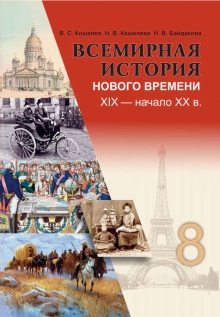 В. С. Кошелев Н. В. Кошелева Н. В. Байдакова
ВСЕМИРНАЯ
ИСТОРИЯ
НОВОГО ВРЕМЕНИ
XIX — начало XX в.
8